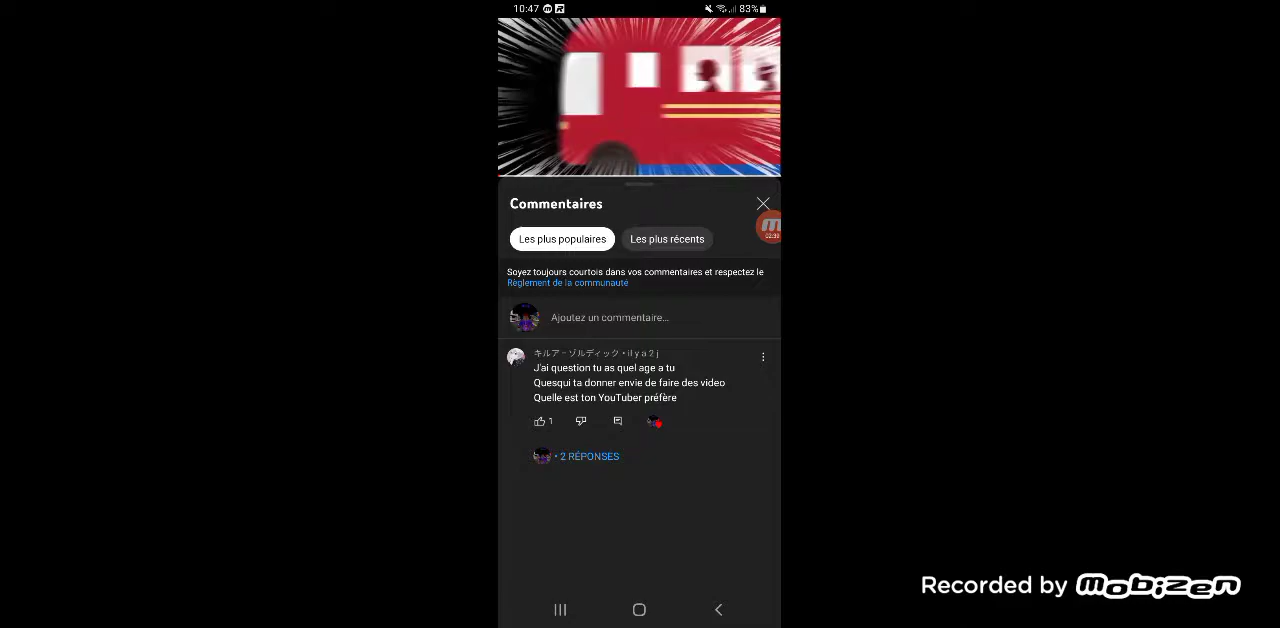 10:47
83%
Commentaires
Les plus populaires
Les plus récents
02:30
Soyez toujours courtois dans vos commentaires et respectez le
Règlement de la communauté
Ajoutez un commentaire...
キルア－ゾルディック • il y a 2 j
J'ai question tu as quel age a tu
Quesqui ta donner envie de faire des video
Quelle est ton YouTuber préfère
1
• 2 RÉPONSES
Recorded by mobizen